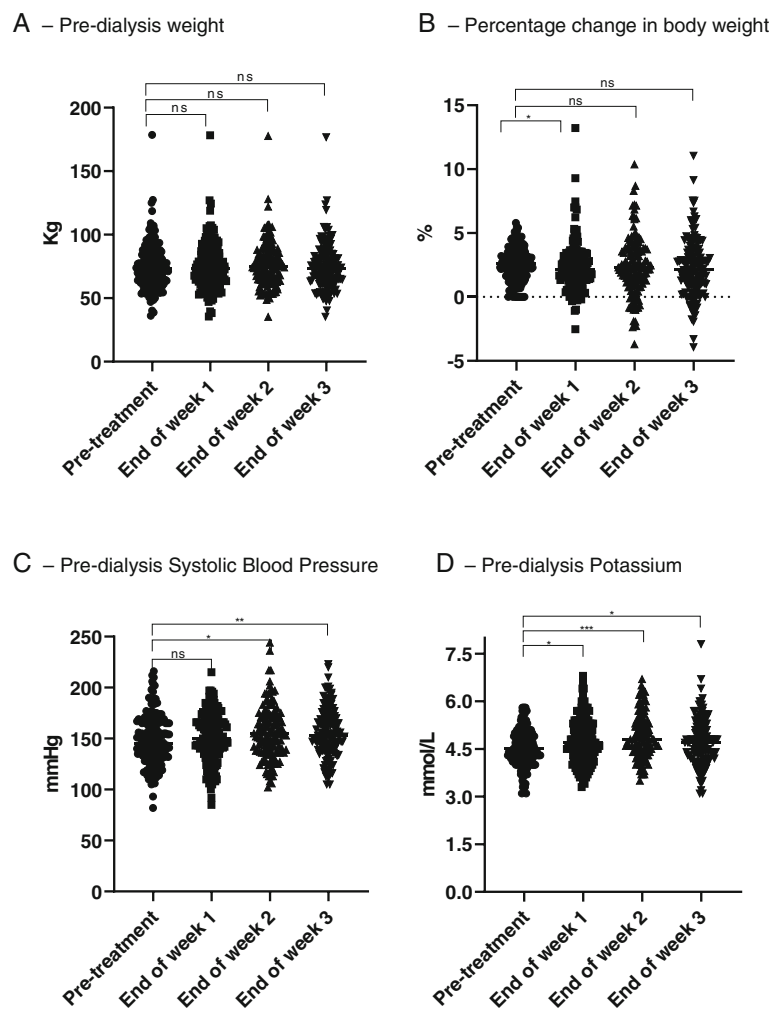 A – Pre-dialysis weight
ns
ns
ns
200
150
100
50
0
Kg
Pre-treatment
End of week 1
End of week 2
End of week 3
B – Percentage change in body weight
ns
ns
*
15
10
5
0
-5
%
Pre-treatment
End of week 1
End of week 2
End of week 3
C – Pre-dialysis Systolic Blood Pressure
**
*
ns
250
200
150
100
50
0
mmHg
Pre-treatment
End of week 1
End of week 2
End of week 3
D – Pre-dialysis Potassium
*
***
*
7.5
6.0
4.5
3.0
1.5
0.0
mmol/L
Pre-treatment
End of week 1
End of week 2
End of week 3